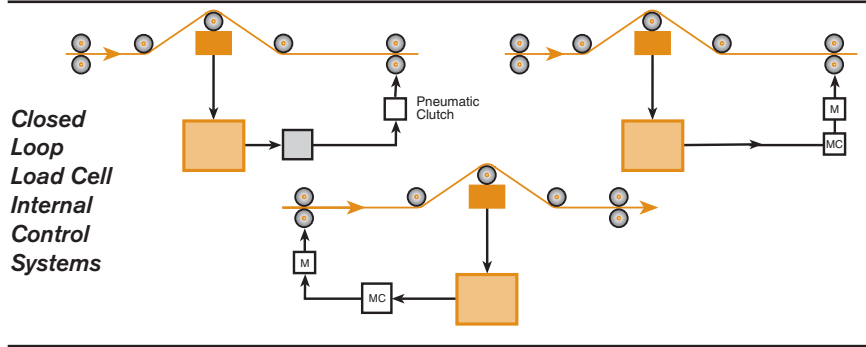 Closed
Loop
Load Cell
Internal
Control
Systems
Pneumatic
Clutch
M
MC
M
MC